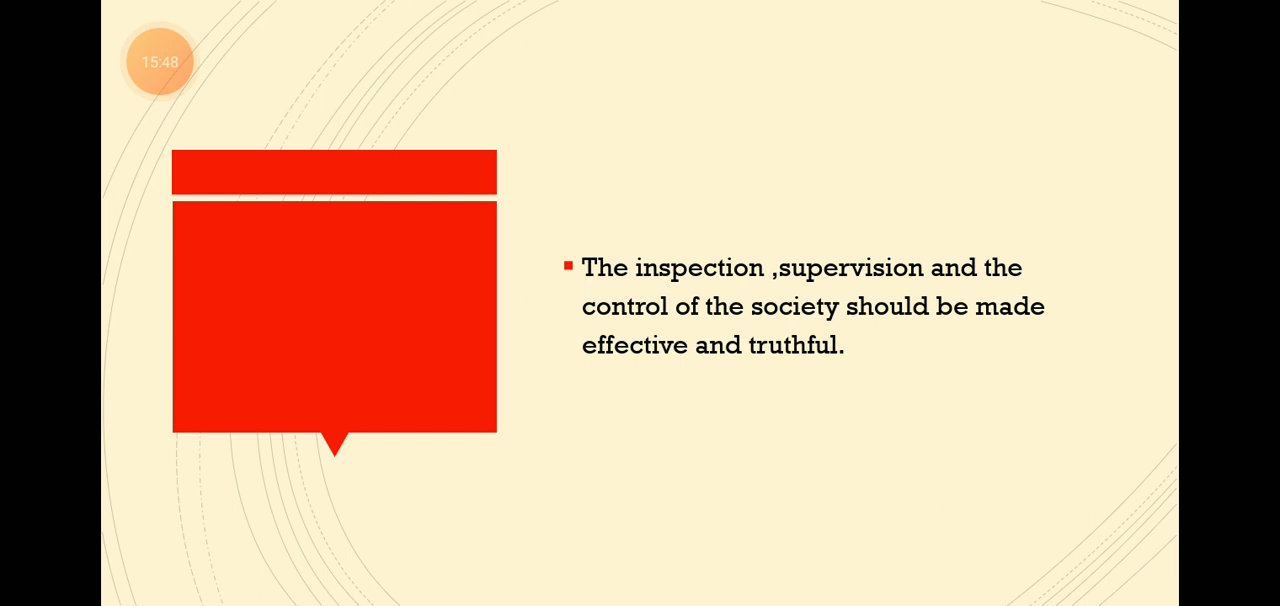 15:48
The inspection ,supervision and the
control of the society should be made
effective and truthful.